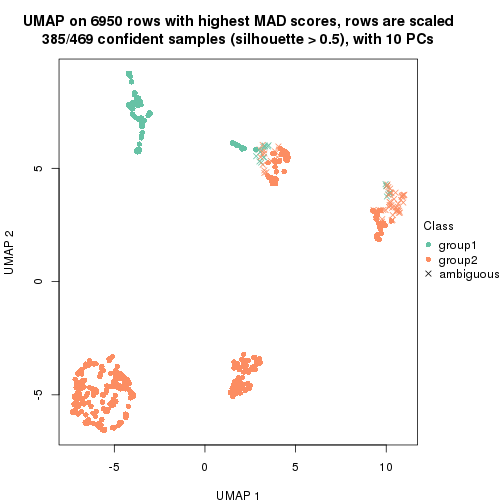 UMAP on 6950 rows with highest MAD scores, rows are scaled
385/469 confident samples (silhouette > 0.5), with 10 PCs
UMAP 2
5
0
-5
-5
0
5
10
UMAP 1
Class
group1
group2
ambiguous